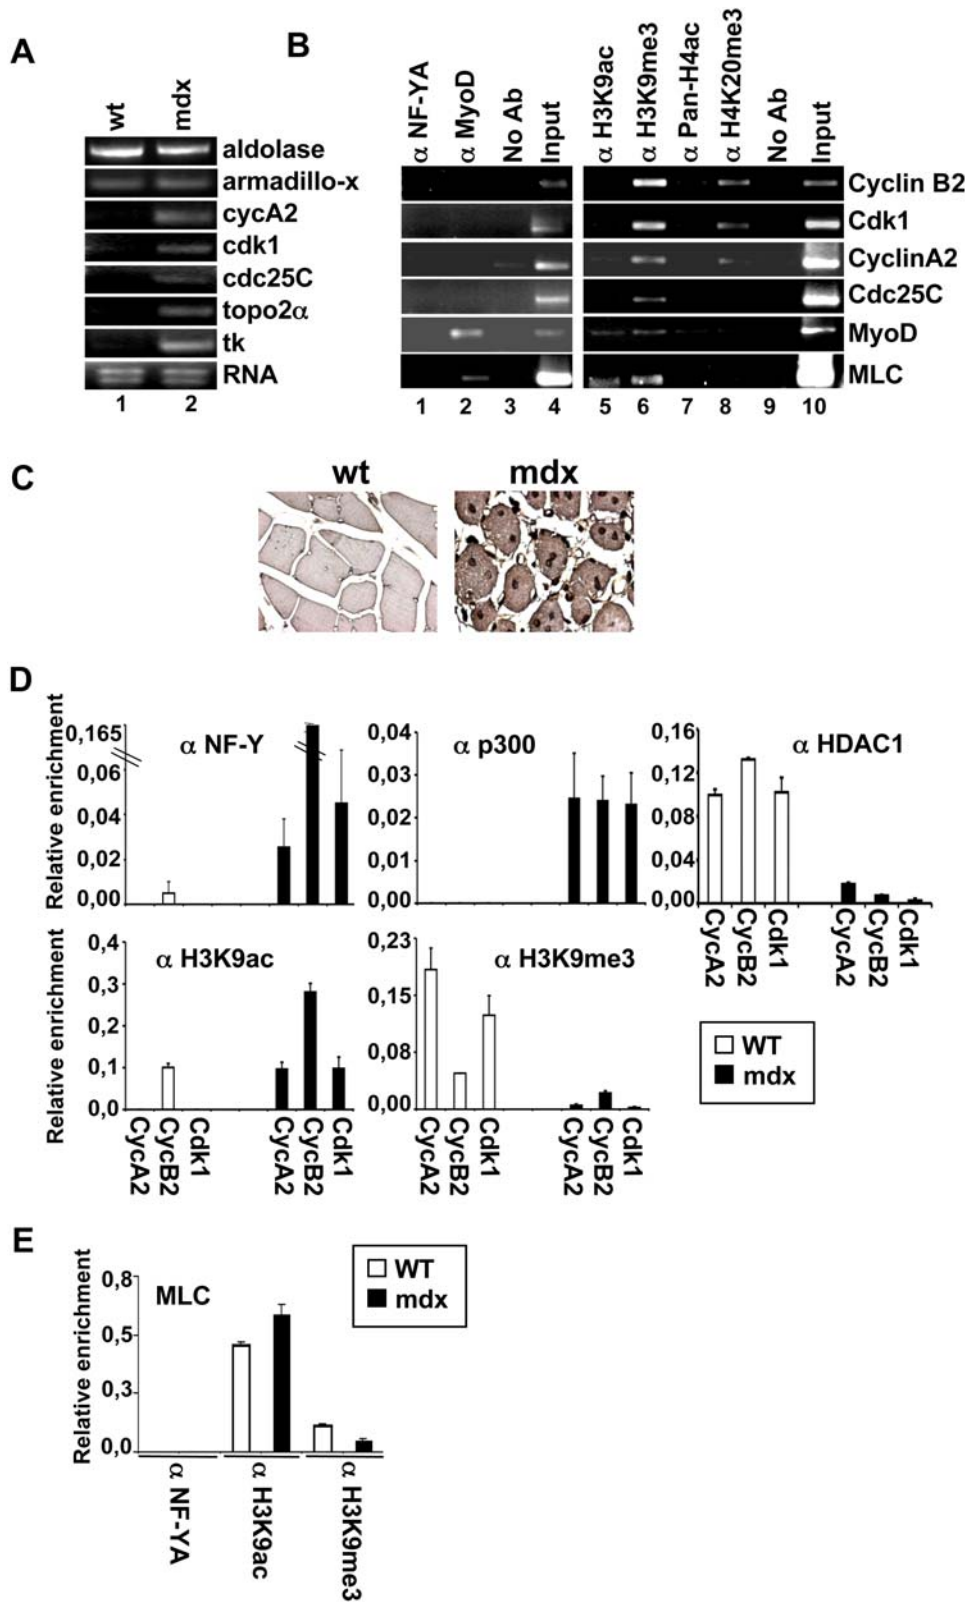 A
wt
mdx
aldolase
armadillo-x
cycA2
cdk1
cdc25C
topo2α
tk
RNA
1 2
B
α NF-YA
α MyoD
No Ab
Input
α H3K9ac
α H3K9me3
α Pan-H4ac
α H4K20me3
No Ab
Input
Cyclin B2
Cdk1
CyclinA2
Cdc25C
MyoD
MLC
1 2 3 4 5 6 7 8 9 10
C
wt
mdx
D
Relative enrichment
0,165
0,06
0,04
0,02
0,00
α NF-Y
0,04
0,03
0,02
0,01
0,00
α p300
0,16
0,12
0,08
0,04
0,00
α HDAC1
CycA2
CycB2
Cdk1
CycA2
CycB2
Cdk1
Relative enrichment
0,4
0,3
0,2
0,1
0,0
α H3K9ac
CycA2
CycB2
Cdk1
CycA2
CycB2
Cdk1
0,23
0,15
0,08
0,00
α H3K9me3
CycA2
CycB2
Cdk1
CycA2
CycB2
Cdk1
WT
mdx
E
Relative enrichment
0,8
0,5
0,3
0,0
MLC
WT
mdx
α NF-YA
α H3K9ac
α H3K9me3